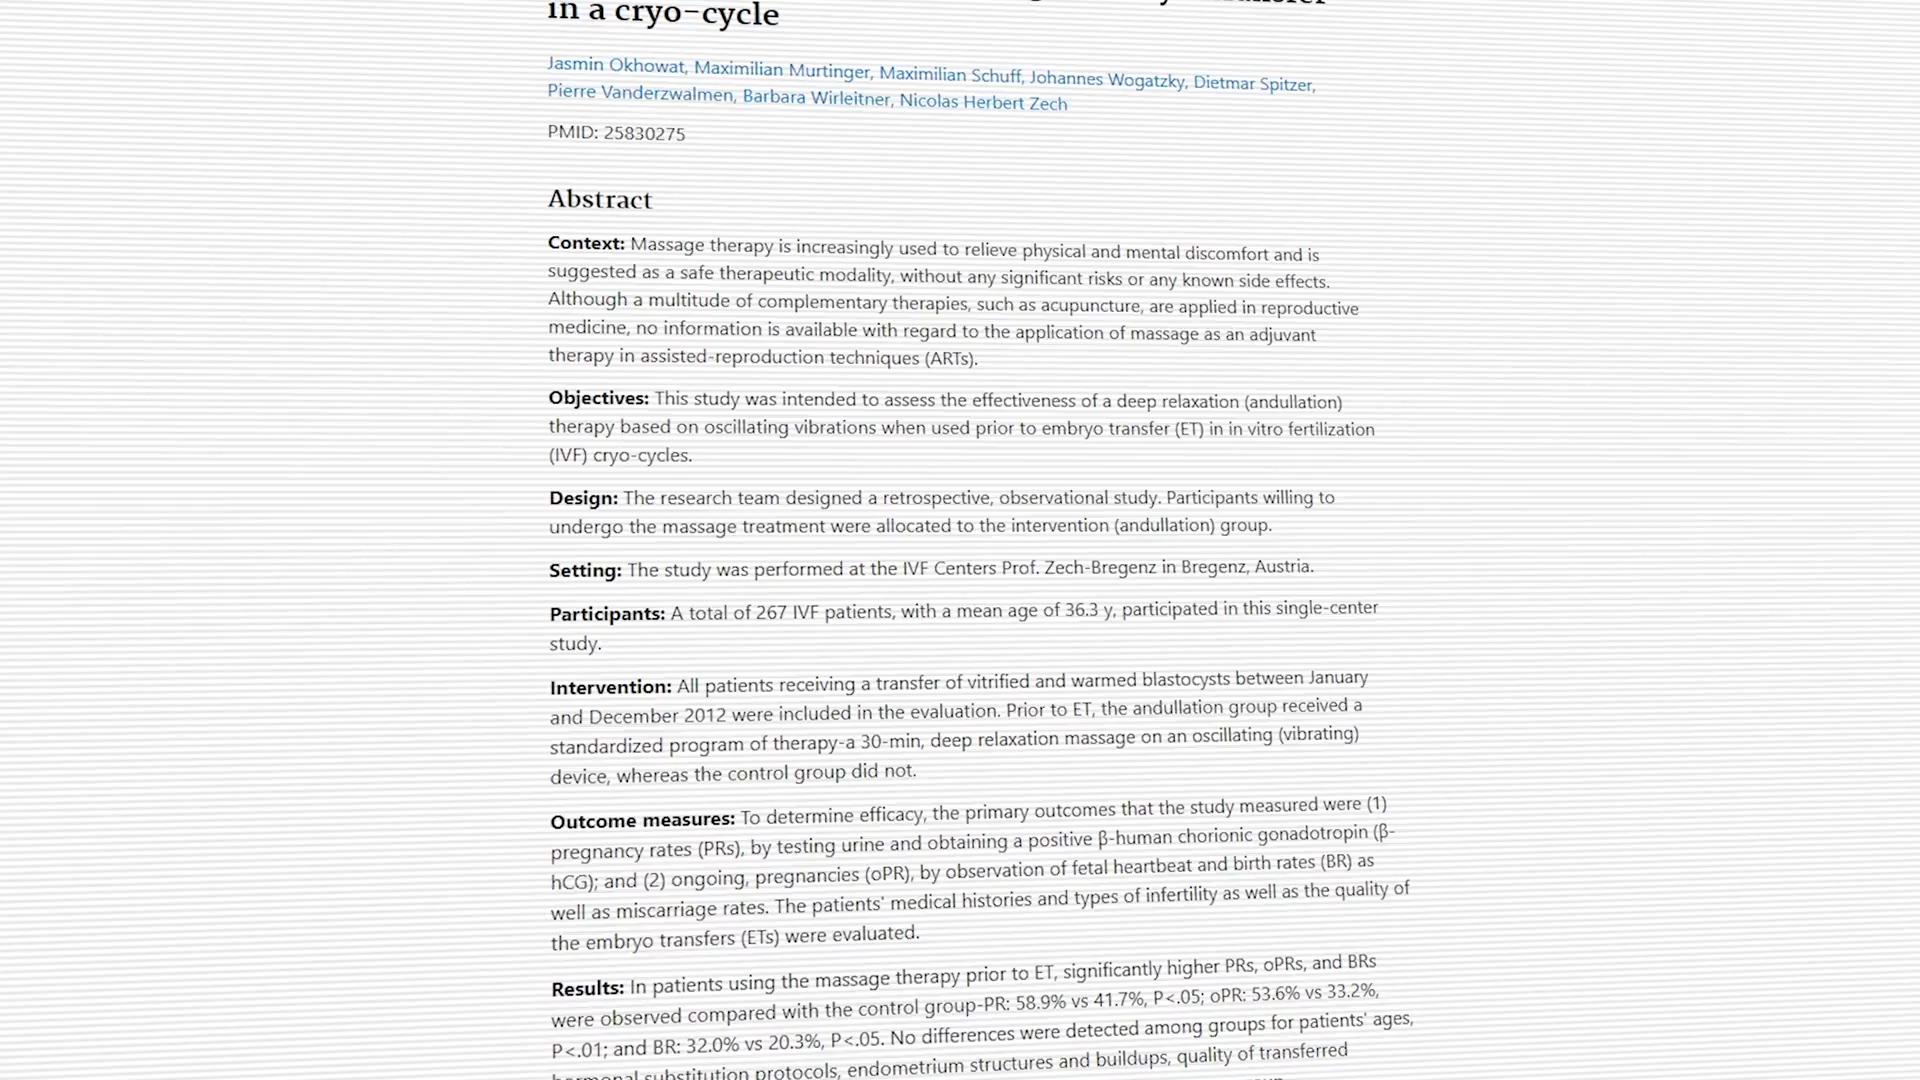 in a cryo-cycle
Jasmin Okhowat, Maximilian Murtinger, Maximilian Schuff, Johannes Wogatzky, Dietmar Spitzer,
Pierre Vanderzwalmen, Barbara Wirleitner, Nicolas Herbert Zech
PMID: 25830275
Abstract
Context: Massage therapy is increasingly used to relieve physical and mental discomfort and is
suggested as a safe therapeutic modality, without any significant risks or any known side effects.
Although a multitude of complementary therapies, such as acupuncture, are applied in reproductive
medicine, no information is available with regard to the application of massage as an adjuvant
therapy in assisted-reproduction techniques (ARTs).
Objectives: This study was intended to assess the effectiveness of a deep relaxation (andullation)
therapy based on oscillating vibrations when used prior to embryo transfer (ET) in in vitro fertilization
(IVF) cryo-cycles.
Design: The research team designed a retrospective, observational study. Participants willing to
undergo the massage treatment were allocated to the intervention (andullation) group.
Setting: The study was performed at the IVF Centers Prof. Zech-Bregenz in Bregenz, Austria.
Participants: A total of 267 IVF patients, with a mean age of 36.3 y, participated in this single-center
study.
Intervention: All patients receiving a transfer of vitrified and warmed blastocysts between January
and December 2012 were included in the evaluation. Prior to ET, the andullation group received a
standardized program of therapy-a 30-min, deep relaxation massage on an oscillating (vibrating)
device, whereas the control group did not.
Outcome measures: To determine efficacy, the primary outcomes that the study measured were (1)
pregnancy rates (PRs), by testing urine and obtaining a positive β-human chorionic gonadotropin (β-
hCG); and (2) ongoing, pregnancies (oPR), by observation of fetal heartbeat and birth rates (BR) as
well as miscarriage rates. The patients' medical histories and types of infertility as well as the quality of
the embryo transfers (ETs) were evaluated.
Results: In patients using the massage therapy prior to ET, significantly higher PRs, oPRs, and BRs
were observed compared with the control group-PR: 58.9% vs 41.7%, P<.05; oPR: 53.6% vs 33.2%,
P<.01; and BR: 32.0% vs 20.3%, P<.05. No differences were detected among groups for patients' ages,
hormonal substitution protocols, endometrium structures and buildups, quality of transferred